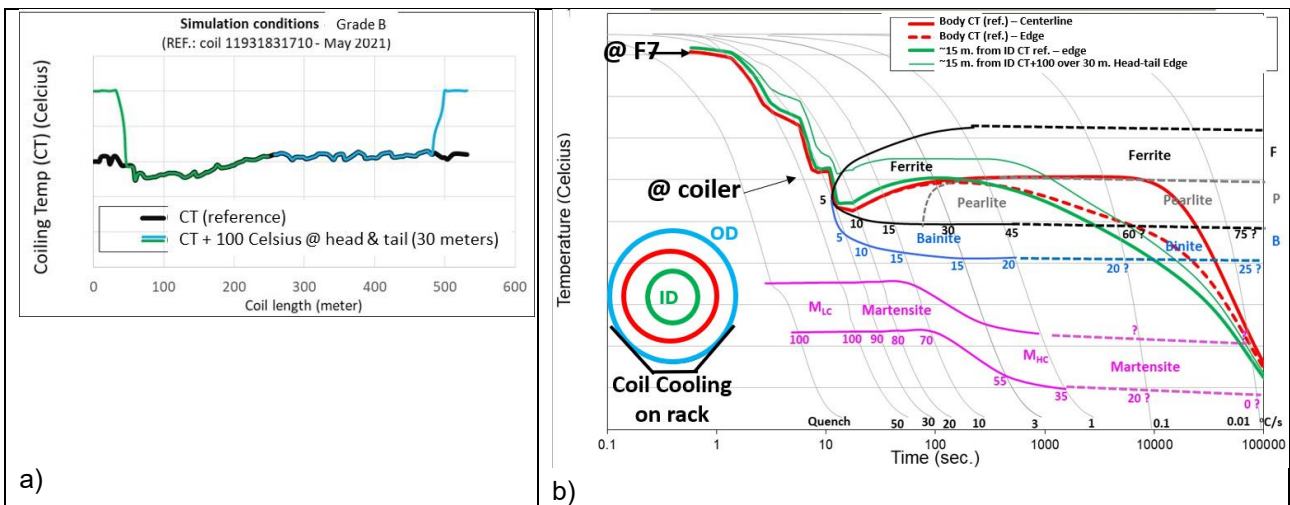 Simulation conditions Grade B
(REF.: coil 11931831710 - May 2021)
Coiling Temp (CT) (Celcius)
CT (reference)
CT + 100 Celsius @ head & tail (30 meters)
0 100 200 300 400 500 600
Coil length (meter)
a)
Body CT (ref.) – Centerline
Body CT (ref.) – Edge
~15 m. from ID CT ref. – edge
~15 m. from ID CT+100 over 30 m. Head-tail Edge
@ F7
@ coiler
Temperature (Celcius)
Ferrite
Ferrite
F
Pearlite
Pearlite
P
5
10
15
30
45
60 ?
75 ?
Bainite
Binite
B
5
10
15
15
20
20 ?
25 ?
OD
ID
Coil Cooling
on rack
MLC
Martensite
?
100
100
90
80
70
MHC
Martensite
55
35
20 ?
0 ?
Quench 50 30 20 10 3 1 0.1 0.01 °C/s
0.1 1 10 100 1000 10000 100000
Time (sec.)
b)